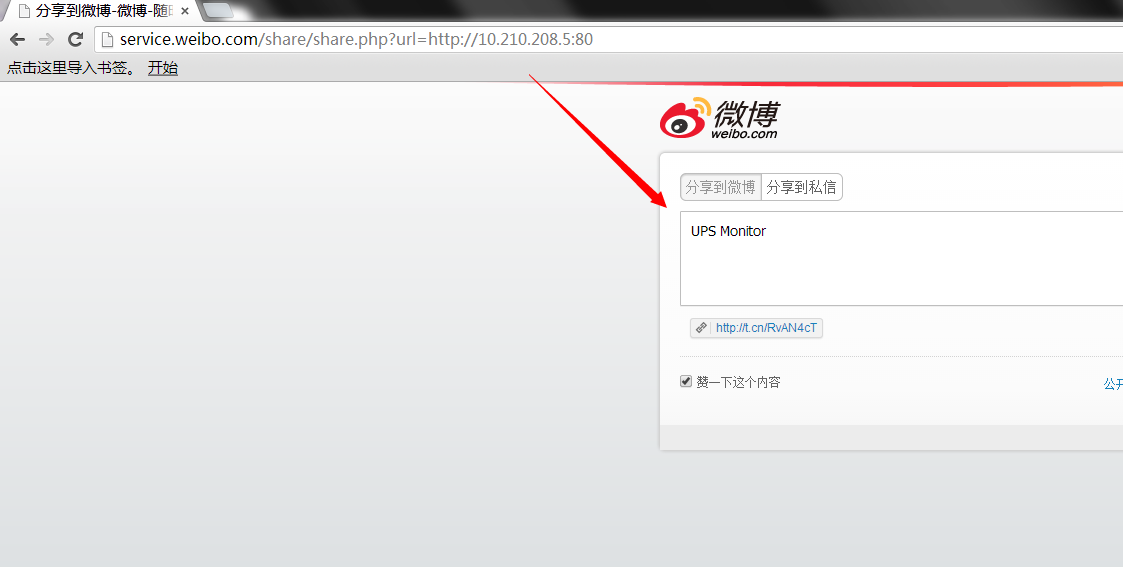 分享到微博-微博-随时
service.weibo.com/share/share.php?url=http://10.210.208.5:80
点击这里导入书签。 开始
微博
weibo.com
分享到微博 分享到私信
UPS Monitor
http://t.cn/RvAN4cT
赞一下这个内容
公开